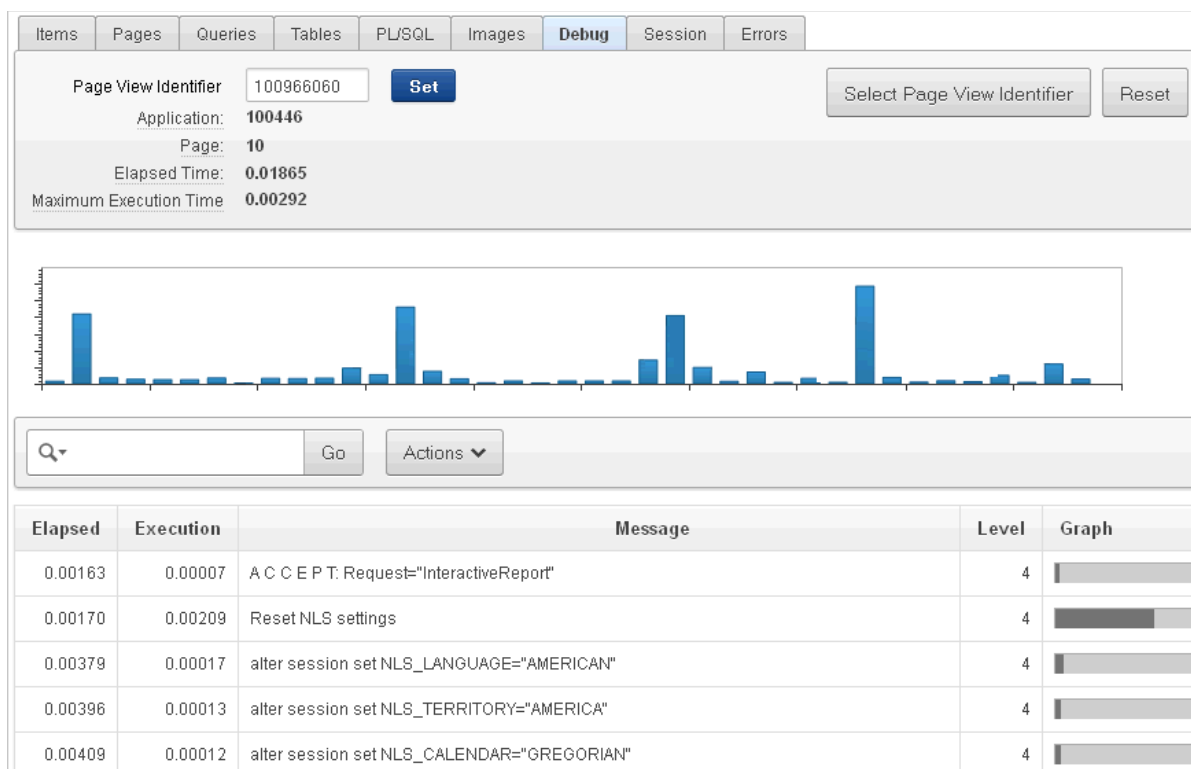 Items Pages Queries Tables PL/SQL Images Debug Session Errors
Page View Identifier 100966060 Set Select Page View Identifier Reset
Application: 100446
Page: 10
Elapsed Time: 0.01865
Maximum Execution Time 0.00292
Go Actions
Elapsed Execution Message Level Graph
0.00163 0.00007 A C C E P T: Request="InteractiveReport" 4
0.00170 0.00209 Reset NLS settings 4
0.00379 0.00017 alter session set NLS_LANGUAGE="AMERICAN" 4
0.00396 0.00013 alter session set NLS_TERRITORY="AMERICA" 4
0.00409 0.00012 alter session set NLS_CALENDAR="GREGORIAN" 4